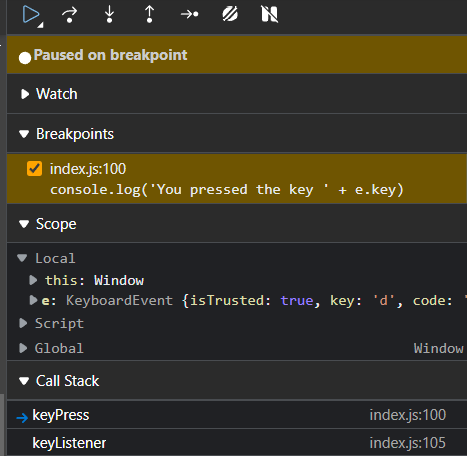 Paused on breakpoint
Watch
Breakpoints
index.js:100
console.log('You pressed the key ' + e.key)
Scope
Local
this: Window
e: KeyboardEvent {isTrusted: true, key: 'd', code: '
Script
Global Window
Call Stack
keyPress index.js:100
keyListener index.js:105